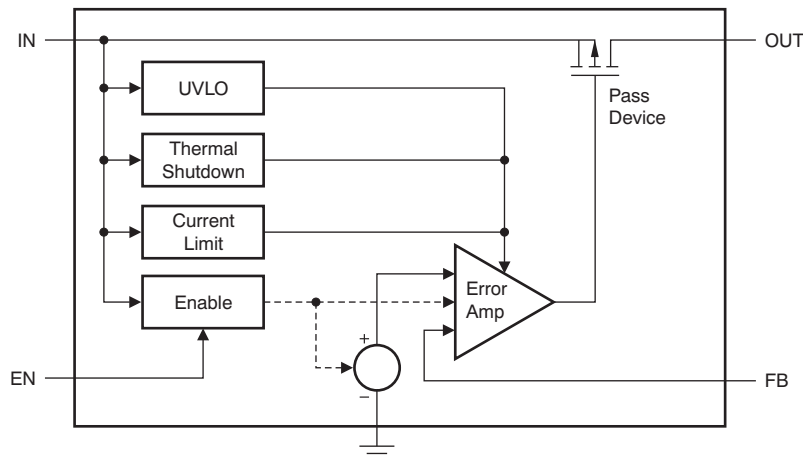 IN
OUT
UVLO
Pass
Device
Thermal
Shutdown
Current
Limit
Error
Amp
Enable
+
−
EN
FB